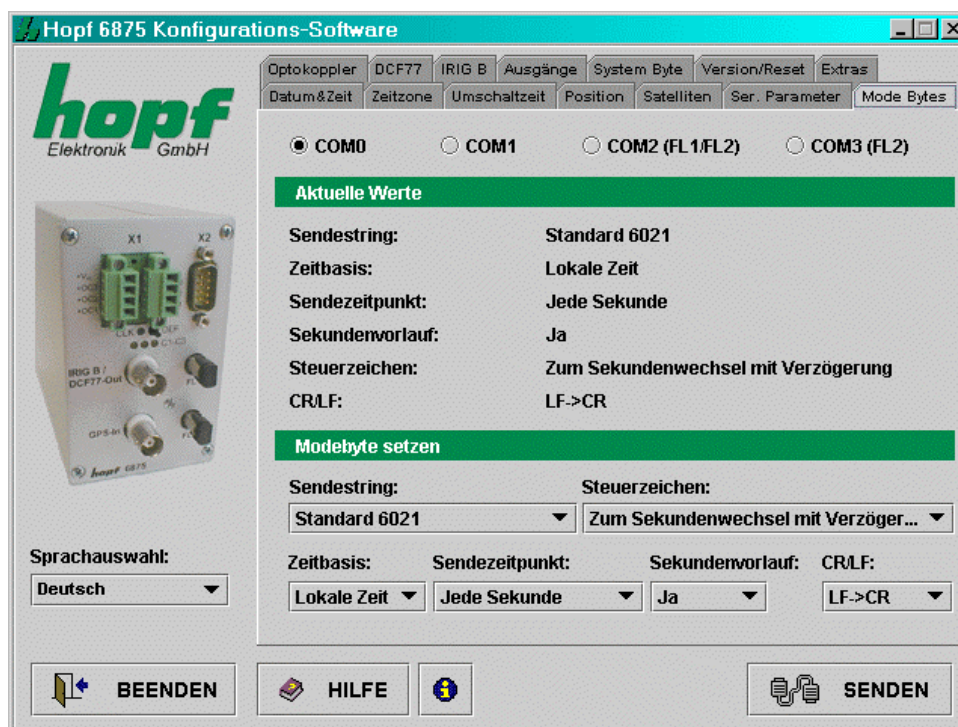 Hopf 6875 Konfigurations-Software
hopf
Elektronik GmbH
Optokoppler DCF77 IRIG B Ausgänge System Byte Version/Reset Extras
Datum&Zeit Zeitzone Umschaltzeit Position Satelliten Ser. Parameter Mode Bytes
COM0 COM1 COM2 (FL1/FL2) COM3 (FL2)
Aktuelle Werte
Sendestring: Standard 6021
Zeitbasis: Lokale Zeit
Sendezeitpunkt: Jede Sekunde
Sekundenvorlauf: Ja
Steuerzeichen: Zum Sekundenwechsel mit Verzögerung
CR/LF: LF->CR
X1 X2
C1-C3
IRIG B /
DCF77-Out
GPS-In
hopf 6875
Modebyte setzen
Sendestring: Steuerzeichen:
Standard 6021 Zum Sekundenwechsel mit Verzöger...
Sprachauswahl:
Deutsch
Zeitbasis: Sendezeitpunkt: Sekundenvorlauf: CR/LF:
Lokale Zeit Jede Sekunde Ja LF->CR
BEENDEN HILFE SENDEN